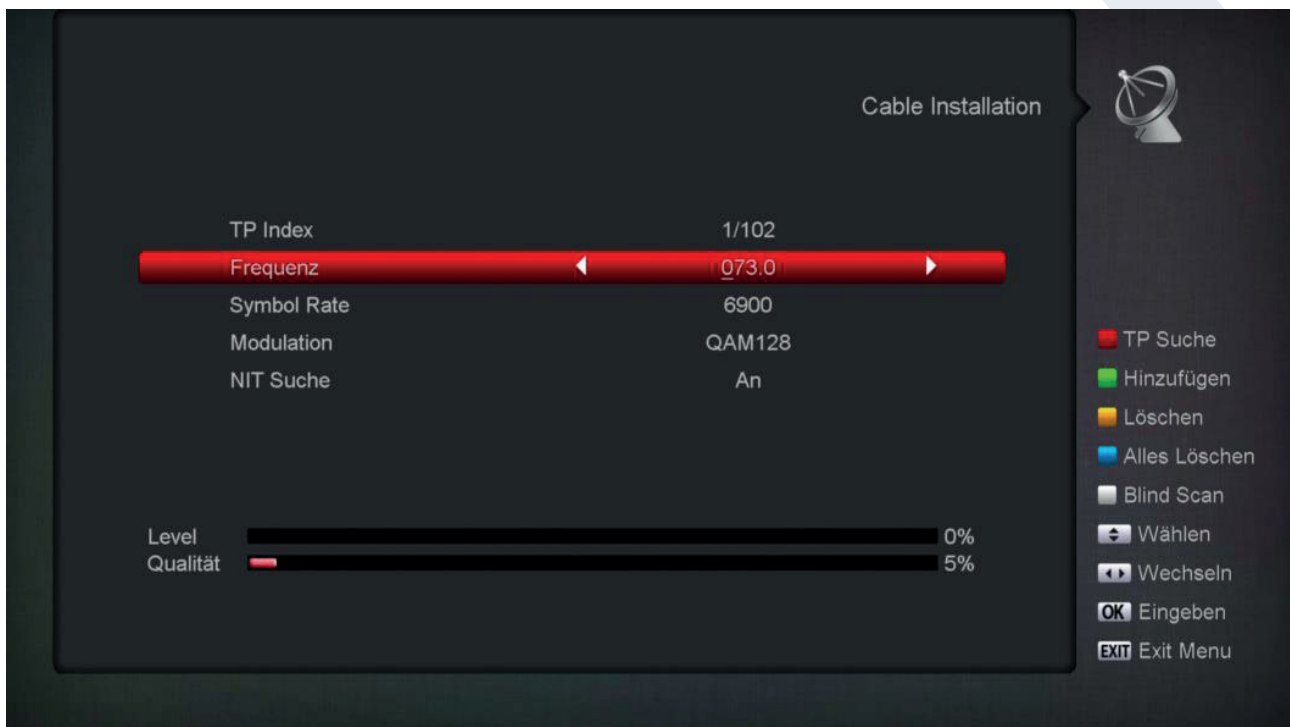 Cable Installation
TP Index 1/102
Frequenz 073.0
Symbol Rate 6900
Modulation QAM128
NIT Suche An
Level 0%
Qualität 5%
TP Suche
Hinzufügen
Löschen
Alles Löschen
Blind Scan
Wählen
Wechseln
OK Eingeben
EXIT Exit Menu